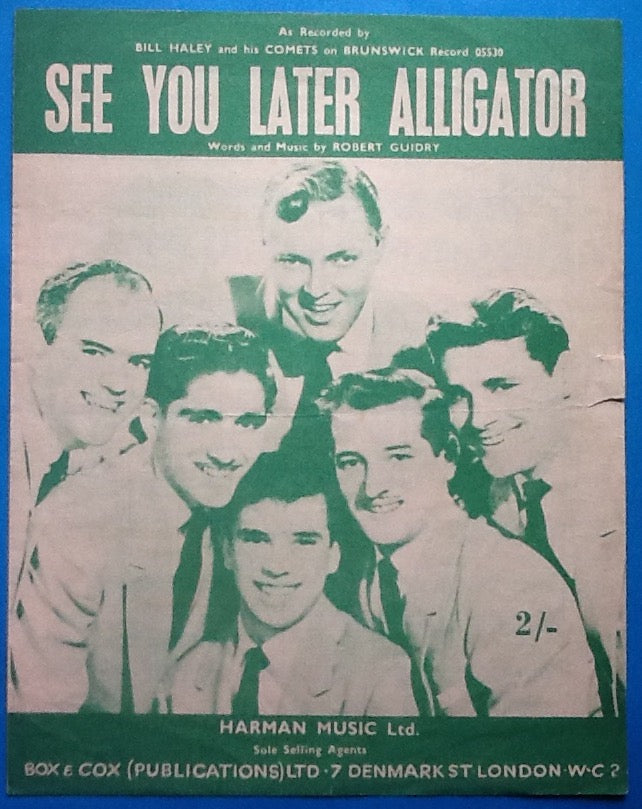 As Recorded by
BILL HALEY and his COMETS on BRUNSWICK Record 05530
SEE YOU LATER ALLIGATOR
Words and Music by ROBERT GUIDRY
2/-
HARMAN MUSIC Ltd.
Sole Selling Agents
BOX & COX (PUBLICATIONS) LTD · 7 DENMARK ST LONDON · W · C 2